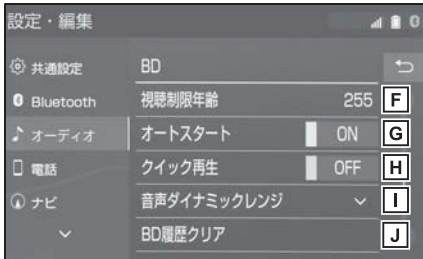 設定・編集
共通設定
BD
Bluetooth
視聴制限年齢 255 F
オーディオ
オートスタート ON G
電話
クイック再生 OFF H
ナビ
音声ダイナミックレンジ I
BD履歴クリア J